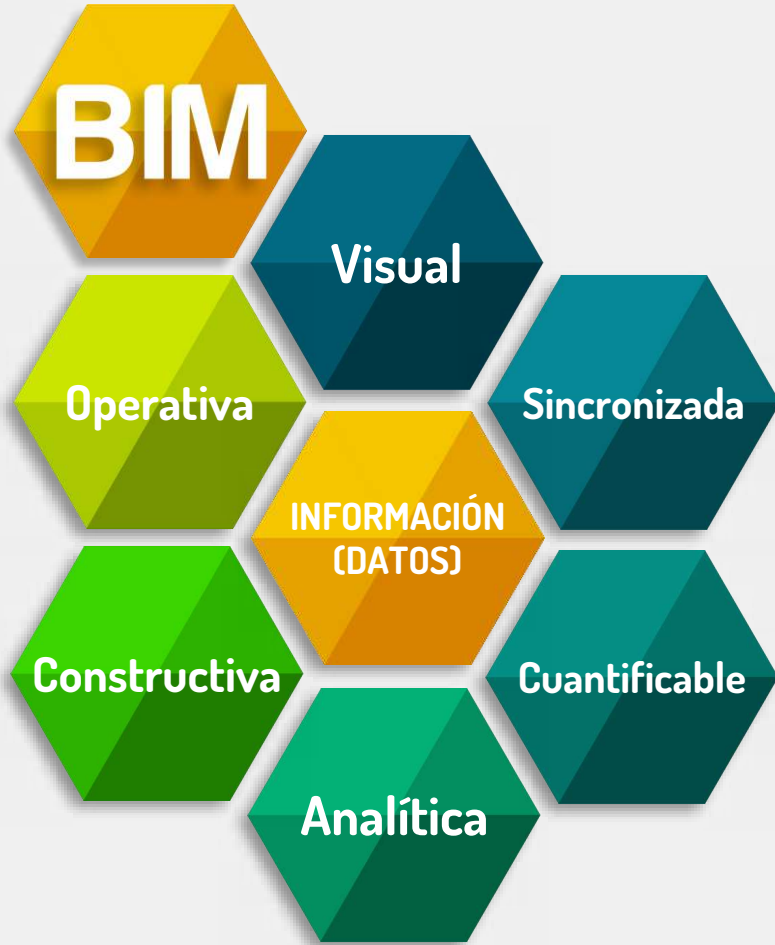 BIM
Visual
Operativa
Sincronizada
INFORMACIÓN
(DATOS)
Constructiva
Cuantificable
Analítica